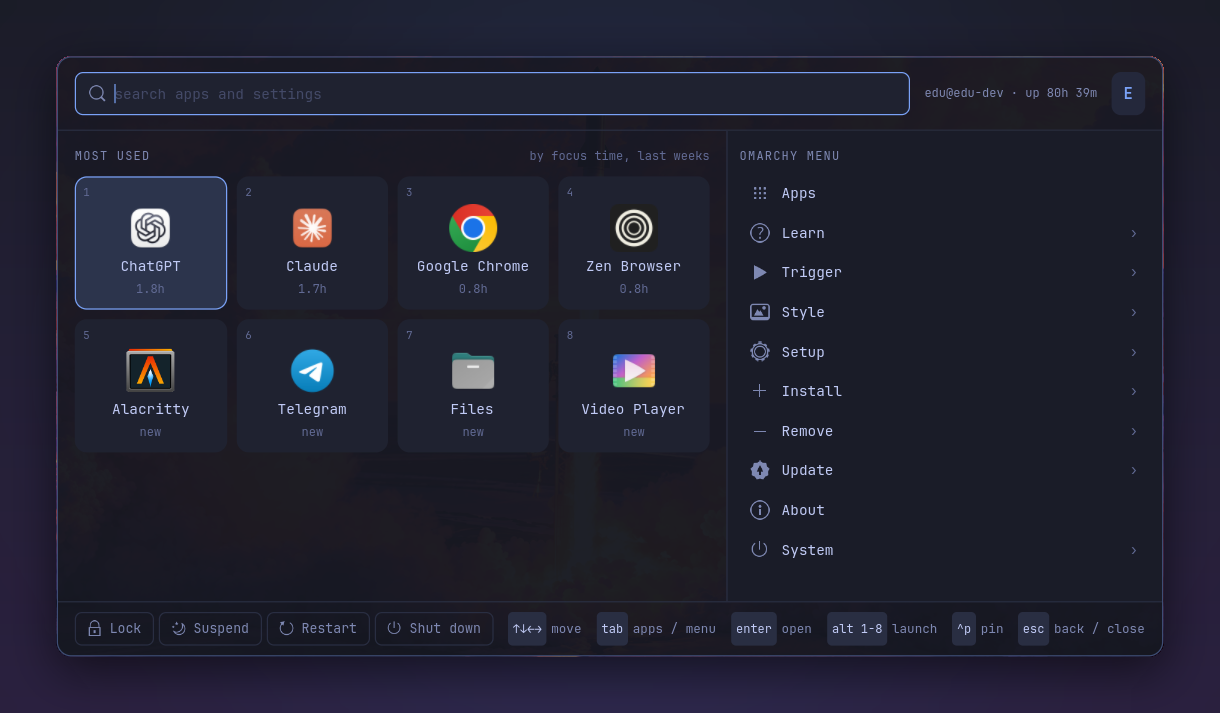 search apps and settings
edu@edu-dev · up 80h 39m
E
MOST USED
by focus time, last weeks
1
ChatGPT
1.8h
2
Claude
1.7h
3
Google Chrome
0.8h
4
Zen Browser
0.8h
5
Alacritty
new
6
Telegram
new
7
Files
new
8
Video Player
new
OMARCHY MENU
Apps
Learn ›
Trigger ›
Style ›
Setup ›
Install ›
Remove ›
Update ›
About
System ›
Lock
Suspend
Restart
Shut down
↑↓←→ move
tab apps / menu
enter open
alt 1-8 launch
^p pin
esc back / close